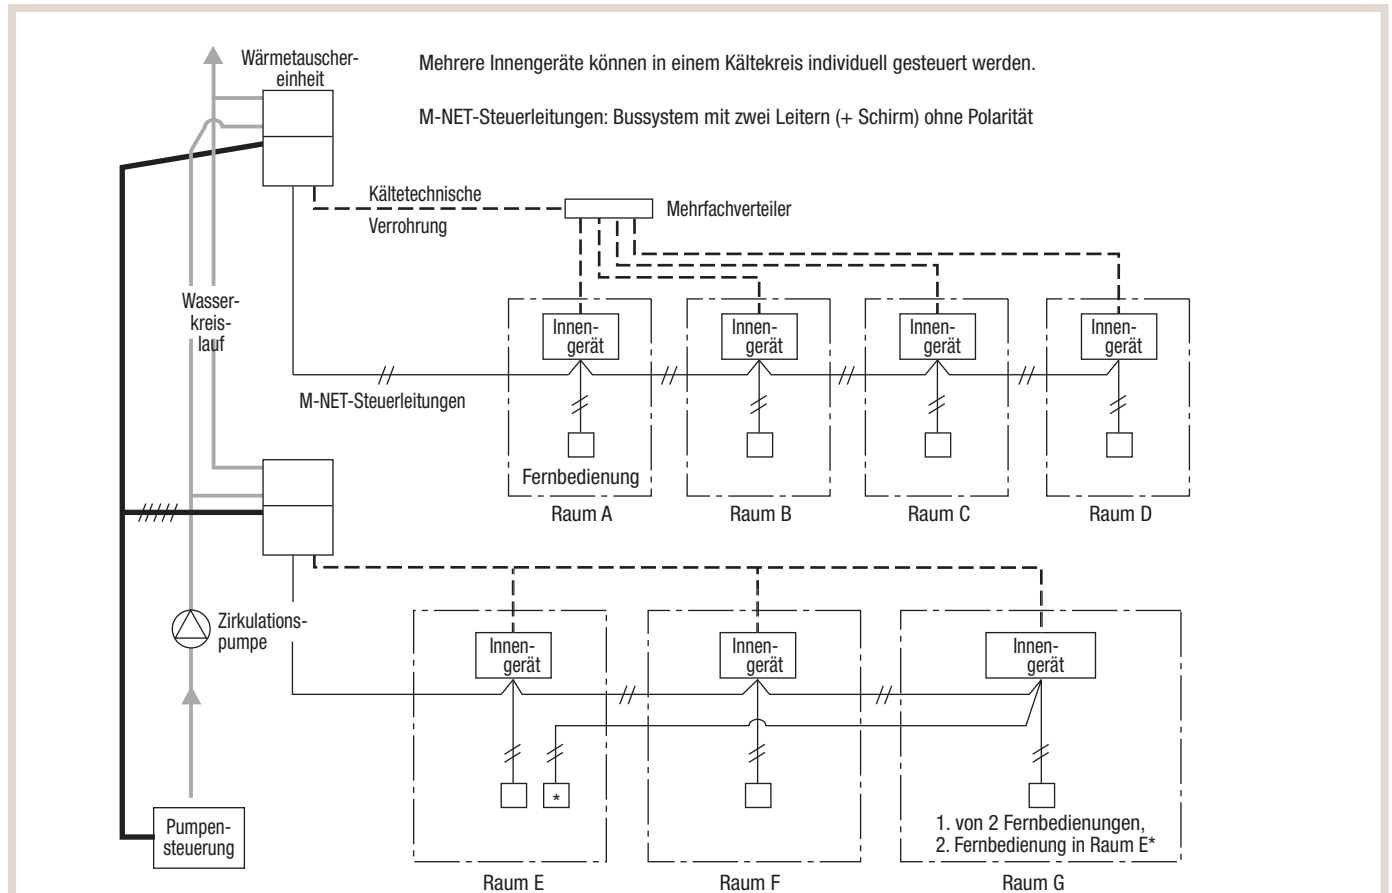 Wärmetauscher-
einheit
Mehrere Innengeräte können in einem Kältekreis individuell gesteuert werden.
M-NET-Steuerleitungen: Bussystem mit zwei Leitern (+ Schirm) ohne Polarität
Kältetechnische
Verrohrung
Mehrfachverteiler
Wasser-
kreis-
lauf
Innen-
gerät
Innen-
gerät
Innen-
gerät
Innen-
gerät
M-NET-Steuerleitungen
Fernbedienung
Raum A
Raum B
Raum C
Raum D
Zirkulations-
pumpe
Innen-
gerät
Innen-
gerät
Innen-
gerät
*
Pumpen-
steuerung
1. von 2 Fernbedienungen,
2. Fernbedienung in Raum E*
Raum E
Raum F
Raum G